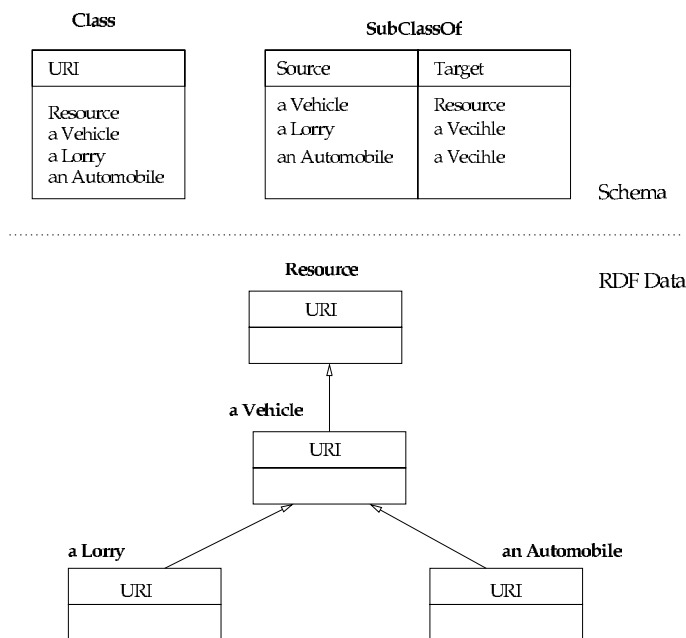 Class
SubClassOf
URI
Source Target
Resource
a Vehicle
a Lorry
an Automobile
a Vehicle Resource
a Lorry a Vecihle
an Automobile a Vecihle
Schema
Resource
RDF Data
URI
a Vehicle
URI
a Lorry
an Automobile
URI
URI